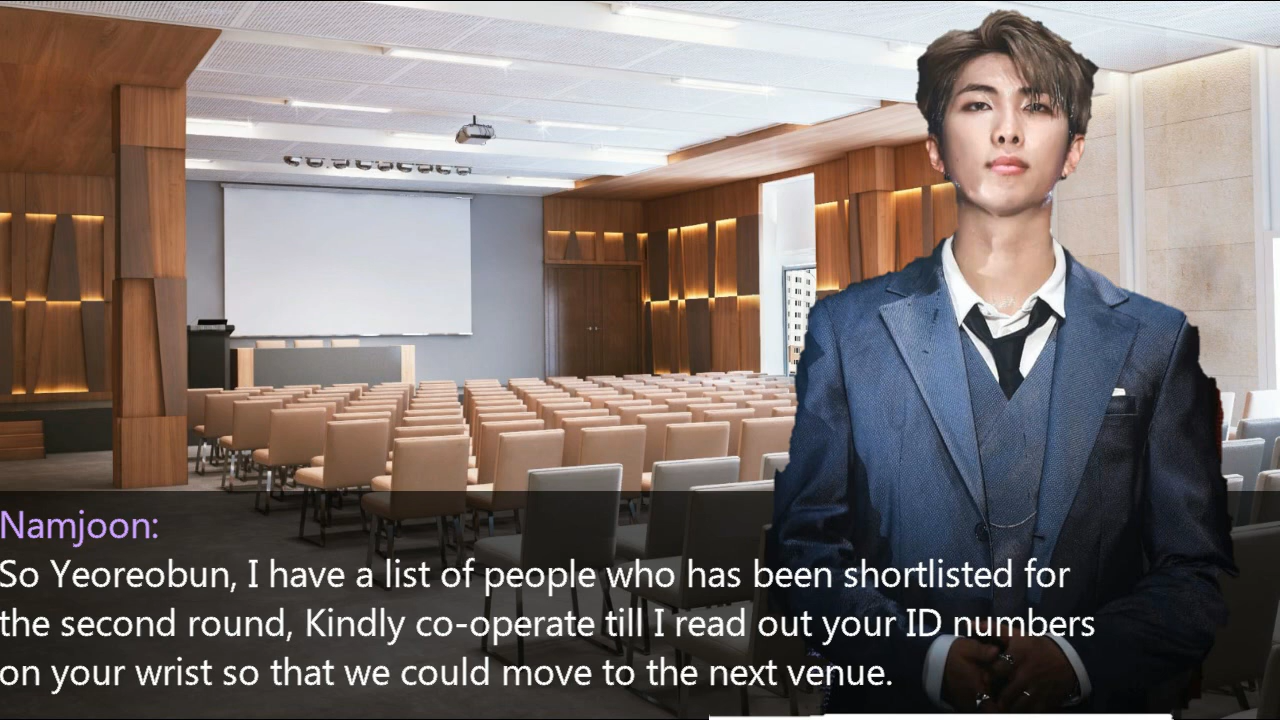 Namjoon:
So Yeoreobun, I have a list of people who has been shortlisted for
the second round, Kindly co-operate till I read out your ID numbers
on your wrist so that we could move to the next venue.